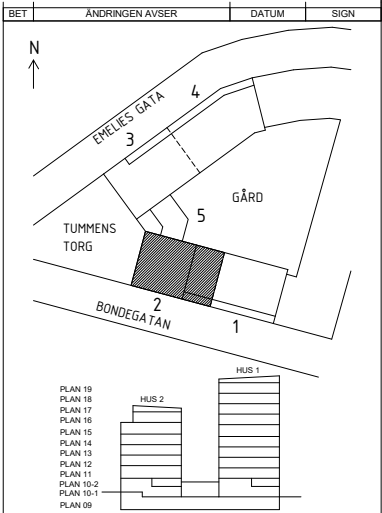 BET ÄNDRINGEN AVSER DATUM SIGN
N
EMELIES GATA
4
3
GÅRD
5
TUMMENS
TORG
2
BONDEGATAN
1
HUS 1
PLAN 19
PLAN 18 HUS 2
PLAN 17
PLAN 16
PLAN 15
PLAN 14
PLAN 13
PLAN 12
PLAN 11
PLAN 10-2
PLAN 10-1
PLAN 09